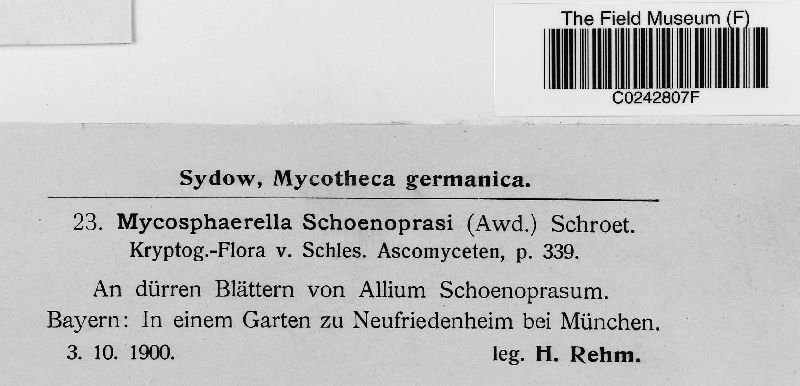 The Field Museum (F)
C0242807F
Sydow, Mycotheca germanica.
23. Mycosphaerella Schoenoprasi (Awd.) Schroet.
Kryptog.-Flora v. Schles. Ascomyceten, p. 339.
An dürren Blättern von Allium Schoenoprasum.
Bayern: In einem Garten zu Neufriedenheim bei München.
3. 10. 1900. leg. H. Rehm.